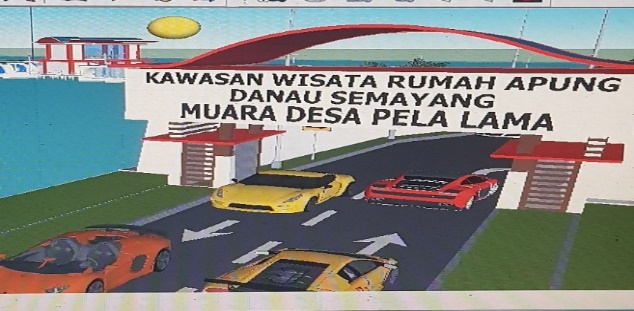 KAWASAN WISATA RUMAH APUNG
DANAU SEMAYANG
MUARA DESA PELA LAMA